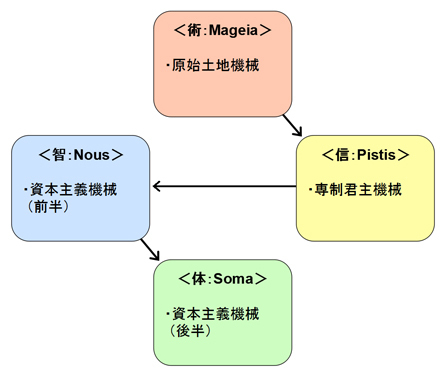 ＜術：Mageia＞
・原始土地機械
＜智：Nous＞
・資本主義機械
（前半）
＜信：Pistis＞
・専制君主機械
＜体：Soma＞
・資本主義機械
（後半）